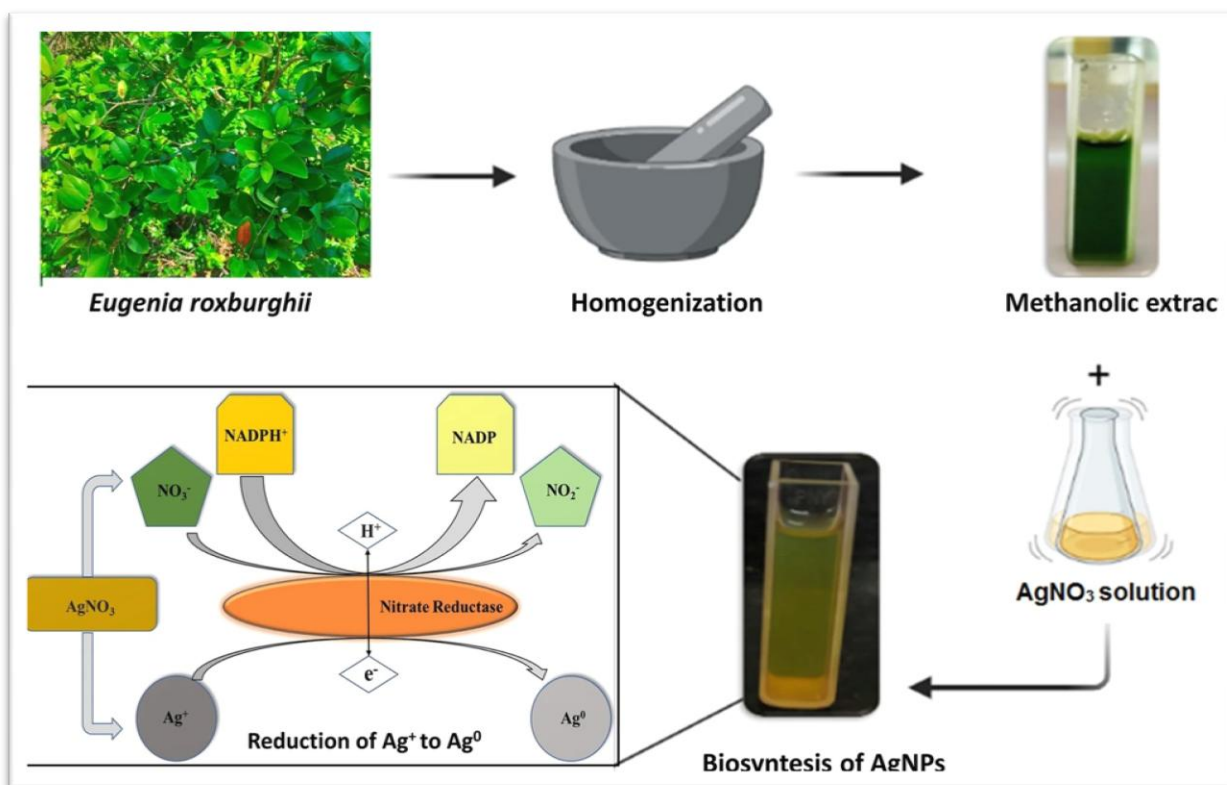 Eugenia roxburghii
Homogenization
Methanolic extrac
+
AgNO₃ solution
Biosyntesis of AgNPs
NADPH⁺
NADP
NO₃⁻
NO₂⁻
H⁺
AgNO₃
Nitrate Reductase
e⁻
Ag⁺
Ag⁰
Reduction of Ag⁺ to Ag⁰